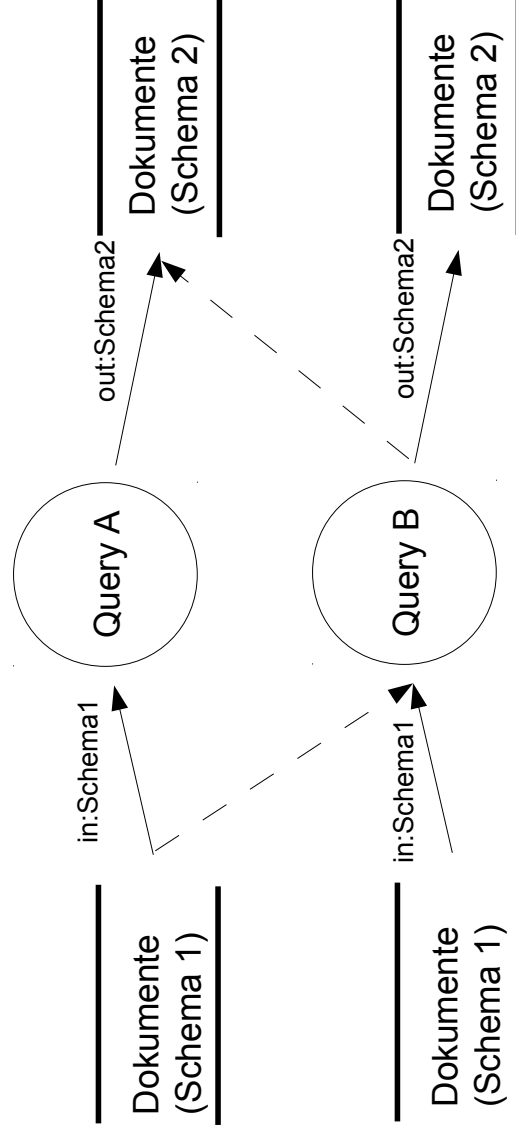 Dokumente
(Schema 1)
in:Schema1
Query A
out:Schema2
Dokumente
(Schema 2)
Dokumente
(Schema 1)
in:Schema1
Query B
out:Schema2
Dokumente
(Schema 2)